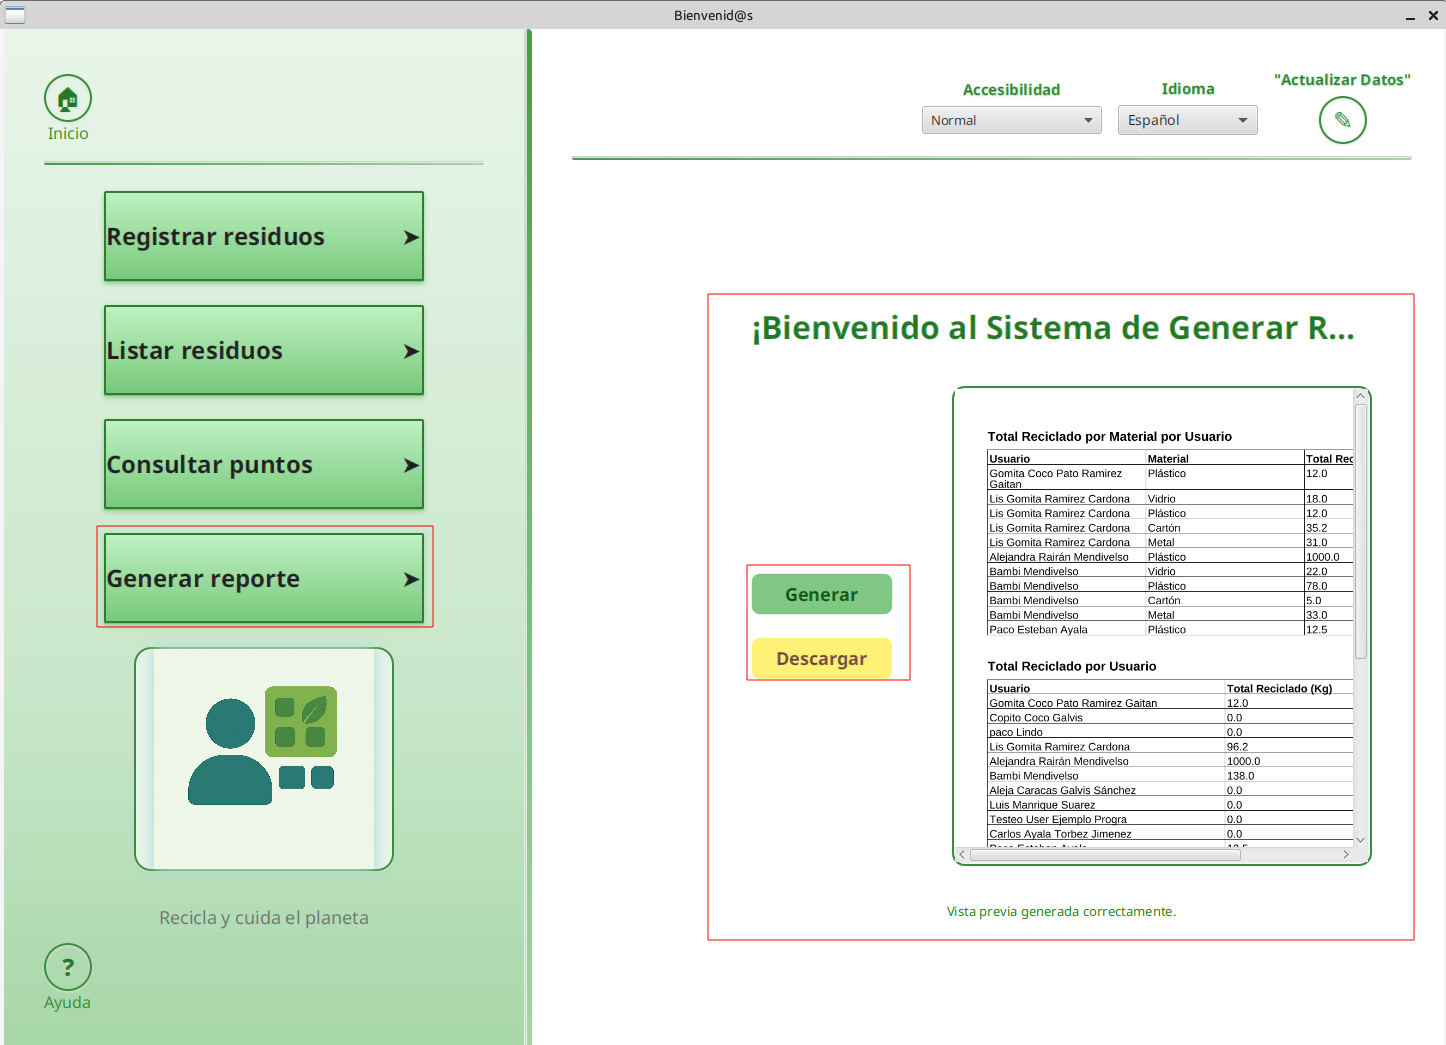 Bienvenid@s
Inicio
Registrar residuos ➤
Listar residuos ➤
Consultar puntos ➤
Generar reporte ➤
Recicla y cuida el planeta
?
Ayuda
Accesibilidad
Normal
Idioma
Español
"Actualizar Datos"
¡Bienvenido al Sistema de Generar R...
Generar
Descargar
Total Reciclado por Material por Usuario
Usuario Material Total Rec
Gomita Coco Pato Ramirez Plástico 12.0
Gaitan
Lis Gomita Ramirez Cardona Vidrio 18.0
Lis Gomita Ramirez Cardona Plástico 12.0
Lis Gomita Ramirez Cardona Cartón 35.2
Lis Gomita Ramirez Cardona Metal 31.0
Alejandra Rairán Mendivelso Plástico 1000.0
Bambi Mendivelso Vidrio 22.0
Bambi Mendivelso Plástico 78.0
Bambi Mendivelso Cartón 5.0
Bambi Mendivelso Metal 33.0
Paco Esteban Ayala Plástico 12.5
Total Reciclado por Usuario
Usuario Total Reciclado (Kg)
Gomita Coco Pato Ramirez Gaitan 12.0
Copito Coco Galvis 0.0
paco Lindo 0.0
Lis Gomita Ramirez Cardona 96.2
Alejandra Rairán Mendivelso 1000.0
Bambi Mendivelso 138.0
Aleja Caracas Galvis Sánchez 0.0
Luis Manrique Suarez 0.0
Testeo User Ejemplo Progra 0.0
Carlos Ayala Torbez Jimenez 0.0
Vista previa generada correctamente.